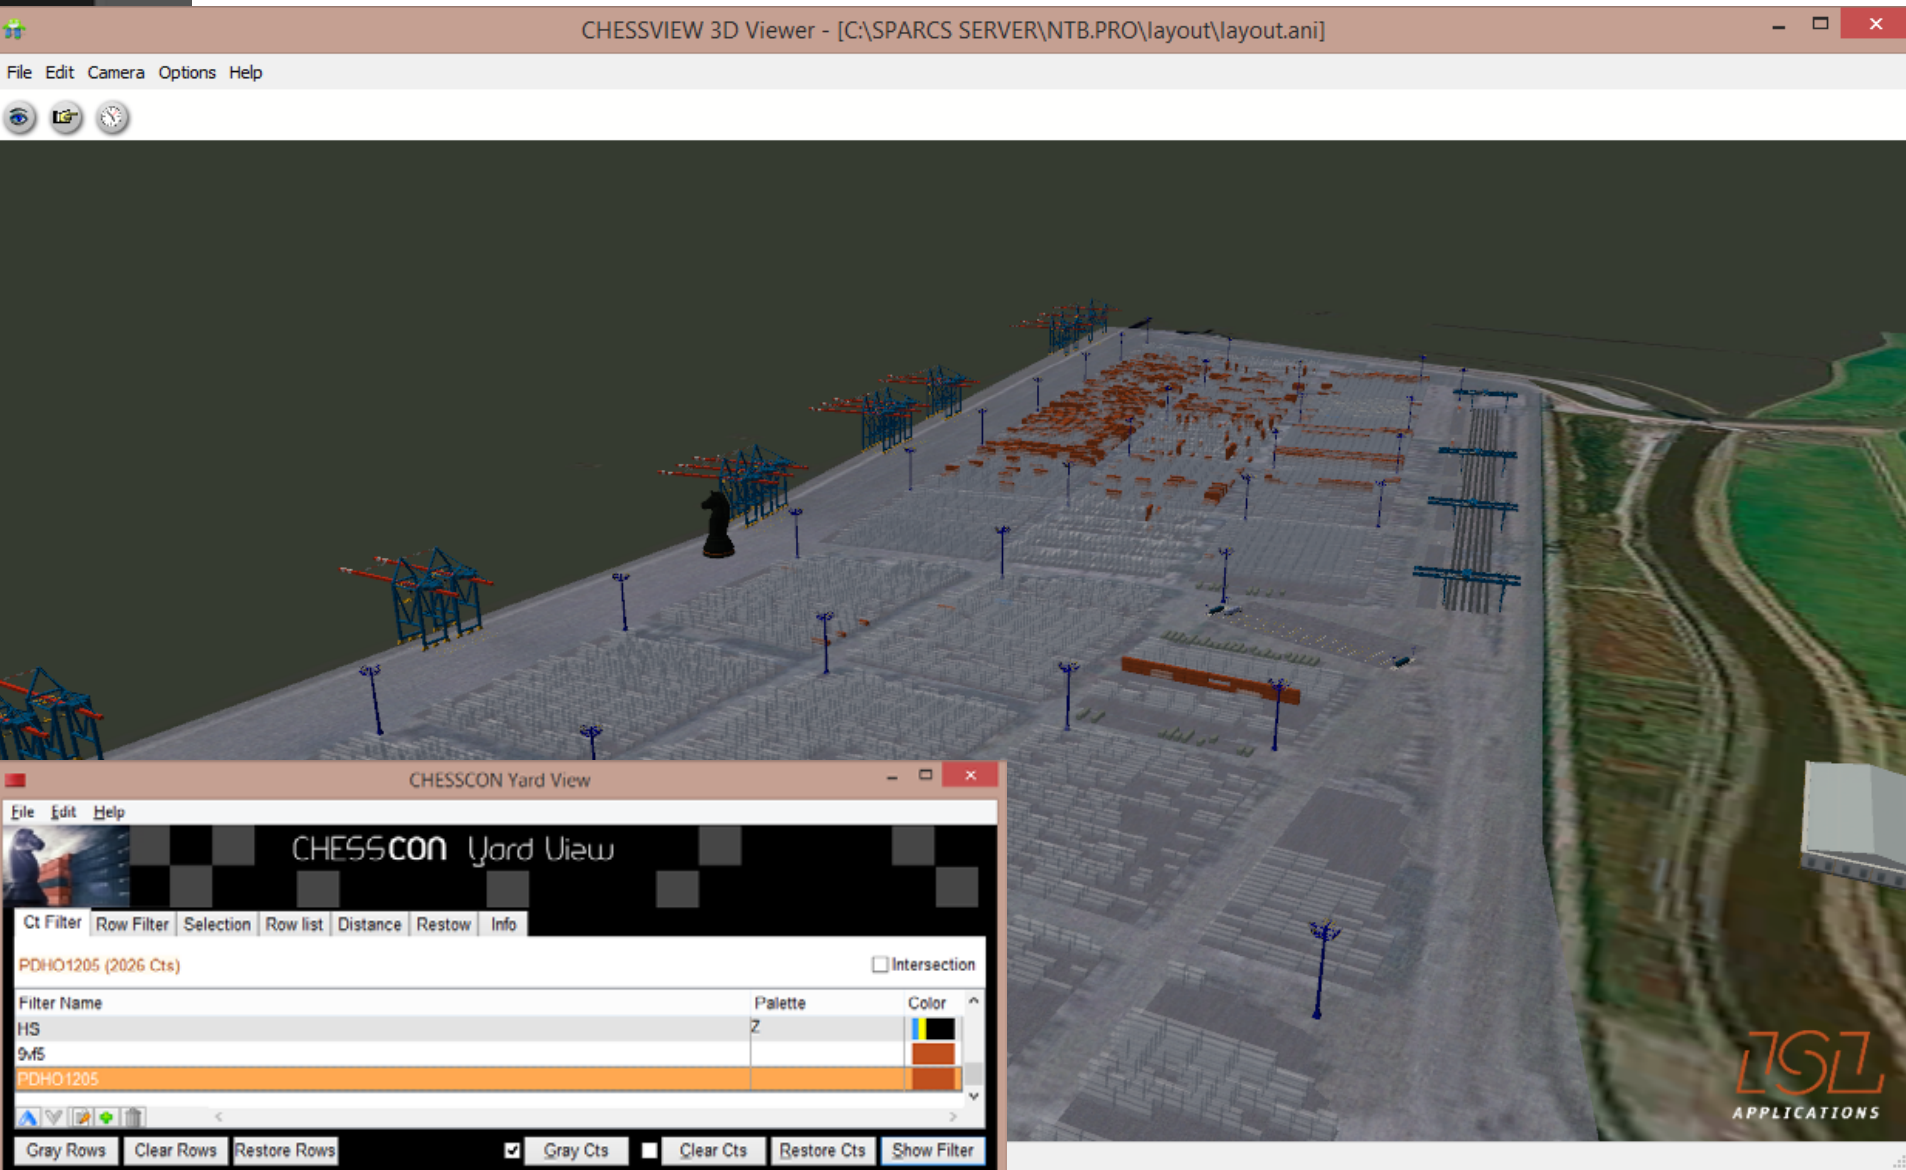 CHESSVIEW 3D Viewer - [C:\SPARCS SERVER\NTB.PRO\layout\layout.ani]
File Edit Camera Options Help
CHESSCON Yard View
File Edit Help
CHESSCON Yard View
Ct Filter Row Filter Selection Row list Distance Restow Info
PDHO1205 (2026 Cts) Intersection
Filter Name Palette Color
HS Z
9vf5
PDHO1205
Gray Rows Clear Rows Restore Rows Gray Cts Clear Cts Restore Cts Show Filter
ISL
APPLICATIONS